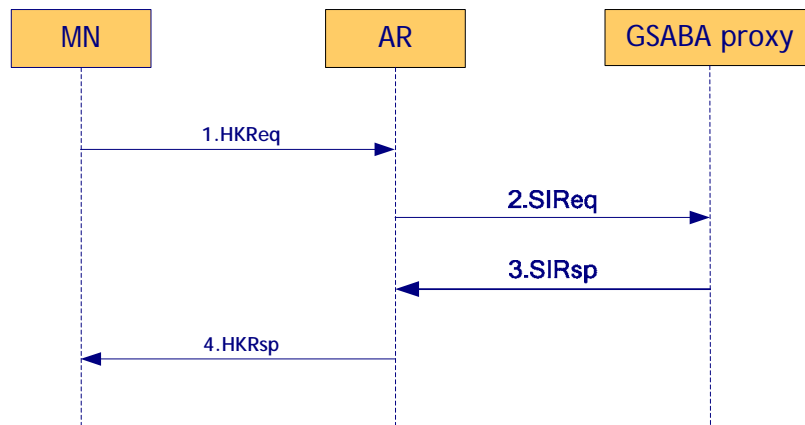 MN
AR
GSABA proxy
1.HKReq
2.SIReq
3.SIRsp
4.HKRsp